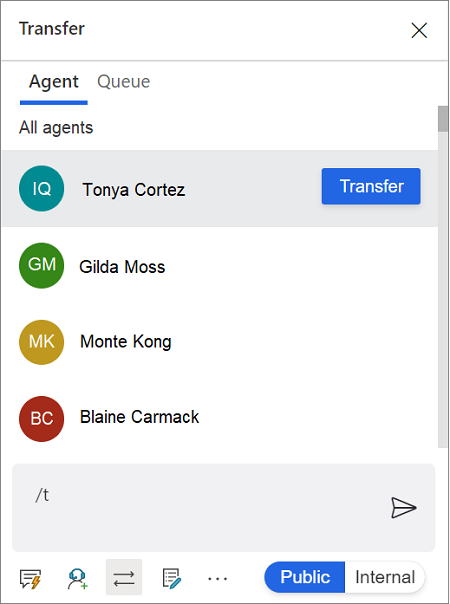 Transfer
Agent Queue
All agents
IQ Tonya Cortez Transfer
GM Gilda Moss
MK Monte Kong
BC Blaine Carmack
/t
Public Internal